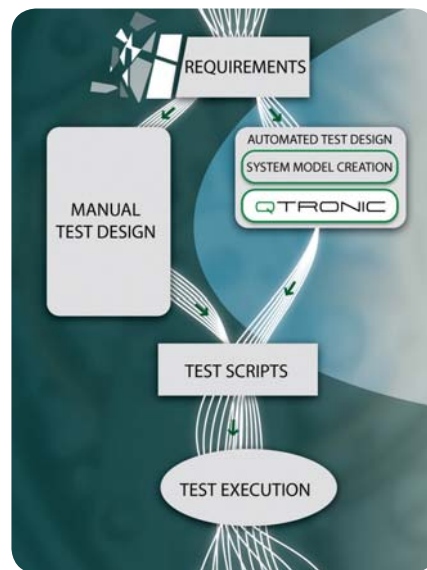 REQUIREMENTS
MANUAL
TEST DESIGN
AUTOMATED TEST DESIGN
SYSTEM MODEL CREATION
QTRONIC
TEST SCRIPTS
TEST EXECUTION